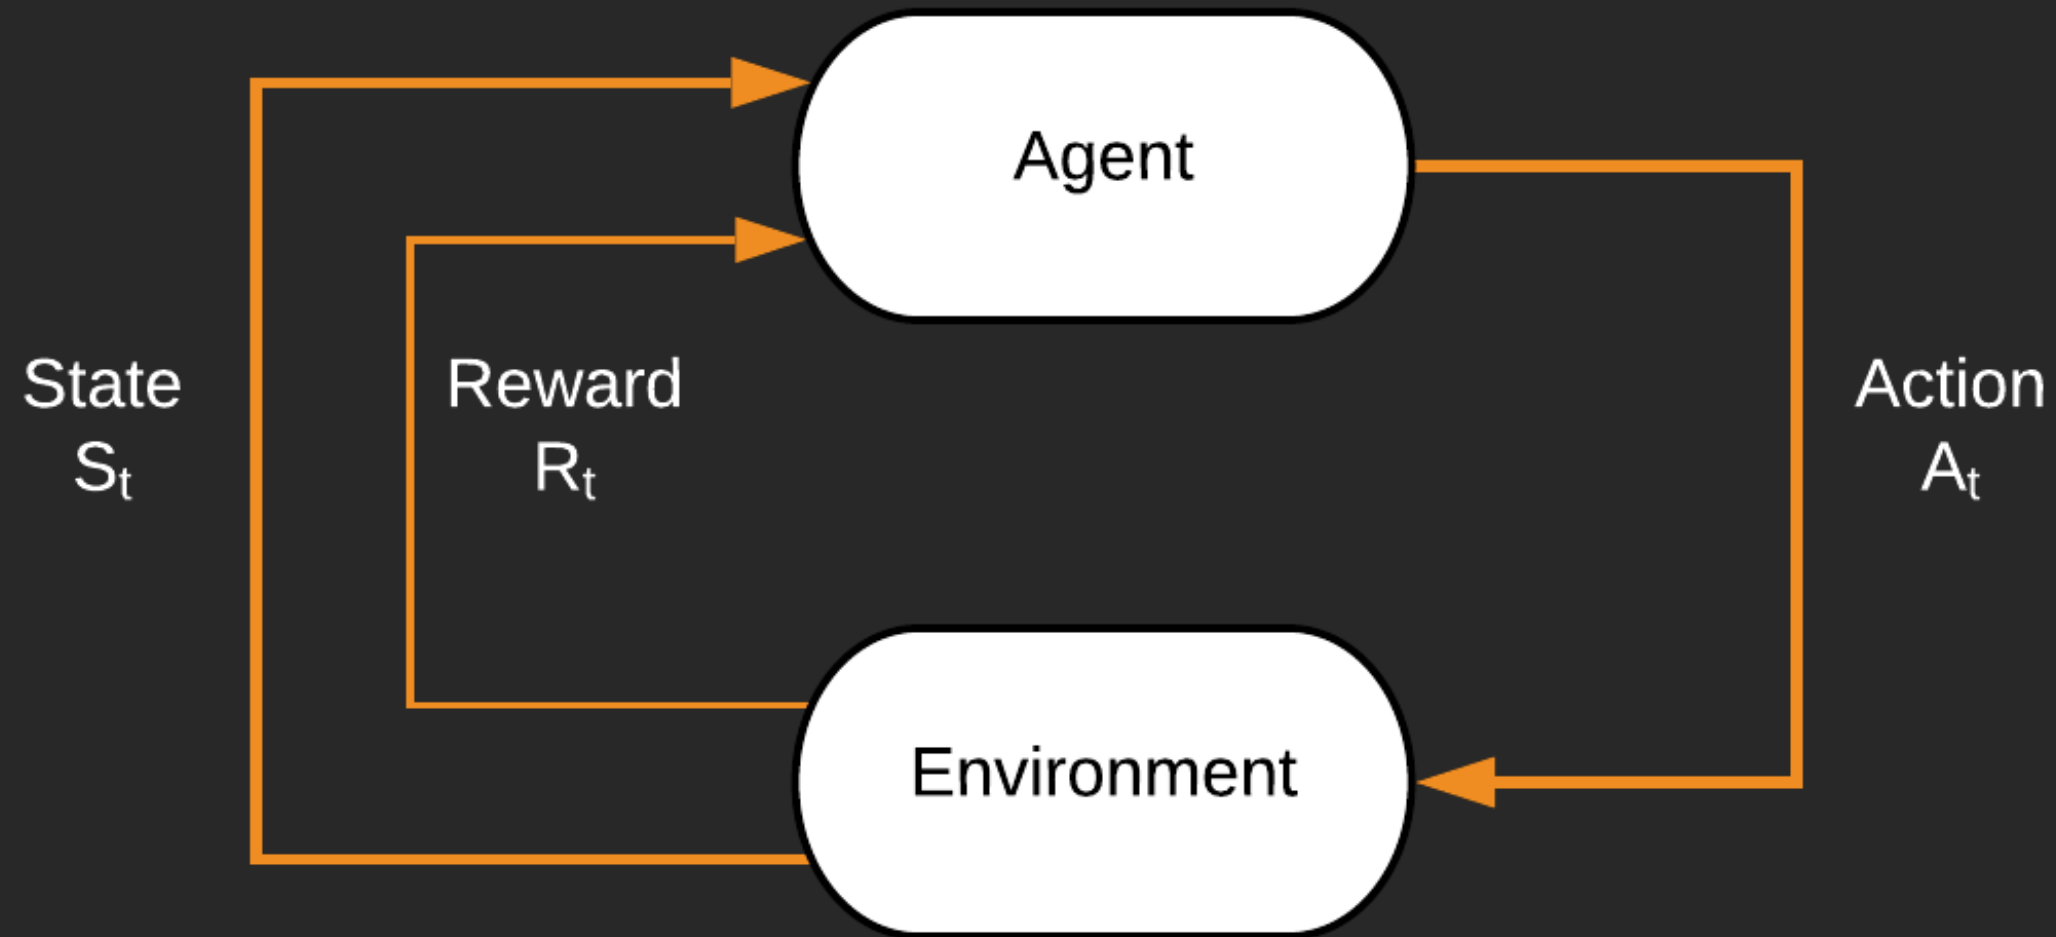 Agent
State
Sₜ
Reward
Rₜ
Action
Aₜ
Environment